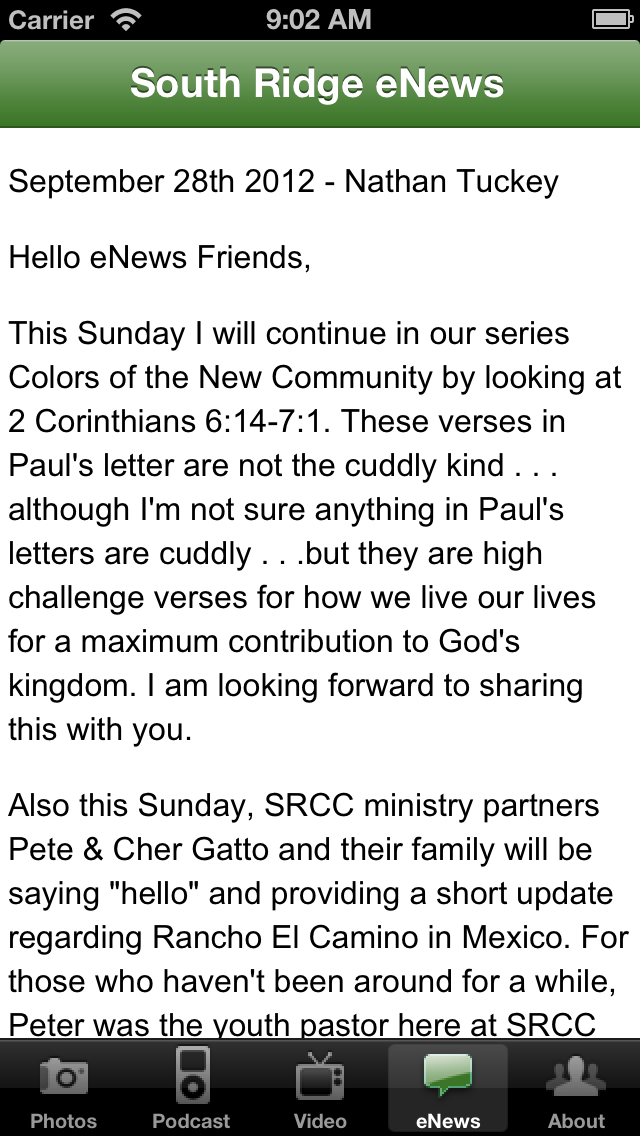 Carrier 9:02 AM
South Ridge eNews
September 28th 2012 - Nathan Tuckey
Hello eNews Friends,
This Sunday I will continue in our series
Colors of the New Community by looking at
2 Corinthians 6:14-7:1. These verses in
Paul's letter are not the cuddly kind . . .
although I'm not sure anything in Paul's
letters are cuddly . . .but they are high
challenge verses for how we live our lives
for a maximum contribution to God's
kingdom. I am looking forward to sharing
this with you.
Also this Sunday, SRCC ministry partners
Pete & Cher Gatto and their family will be
saying "hello" and providing a short update
regarding Rancho El Camino in Mexico. For
those who haven't been around for a while,
Peter was the youth pastor here at SRCC
Photos Podcast Video eNews About